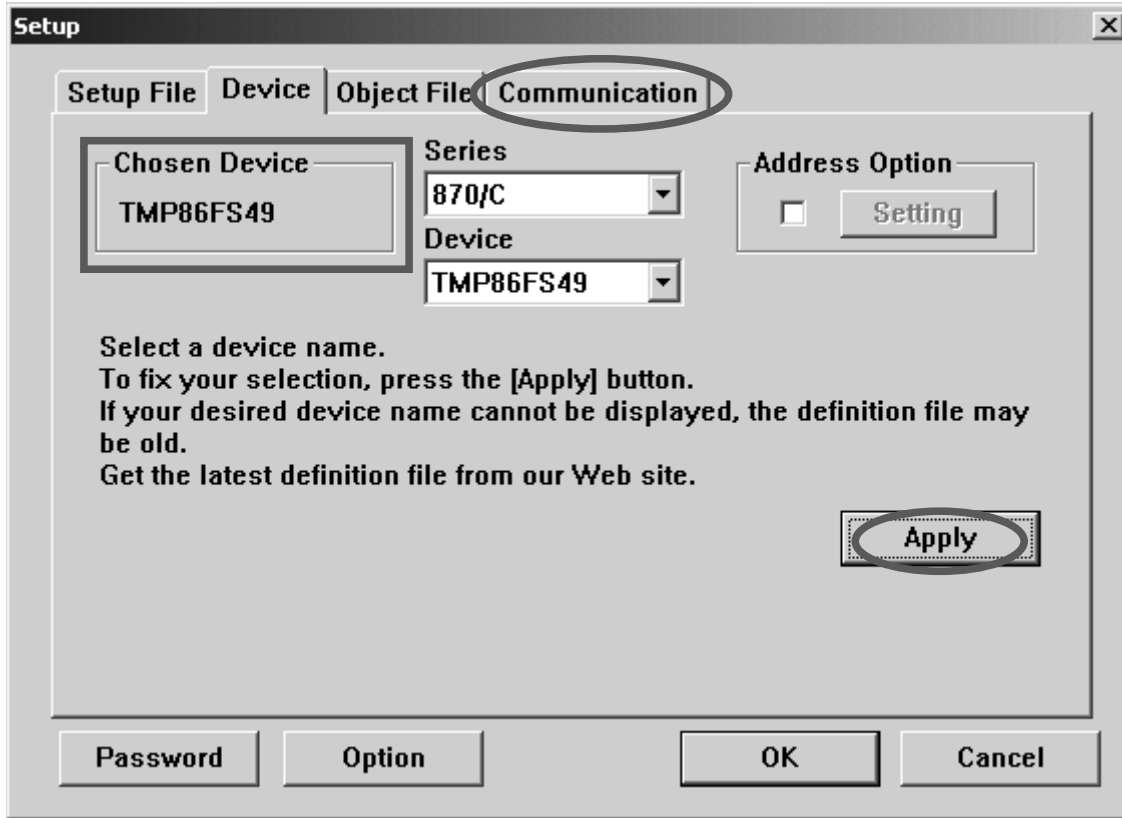 Setup
Setup File Device Object File Communication
Chosen Device
TMP86FS49
Series
870/C
Device
TMP86FS49
Address Option
Setting
Select a device name.
To fix your selection, press the [Apply] button.
If your desired device name cannot be displayed, the definition file may
be old.
Get the latest definition file from our Web site.
Apply
Password Option OK Cancel